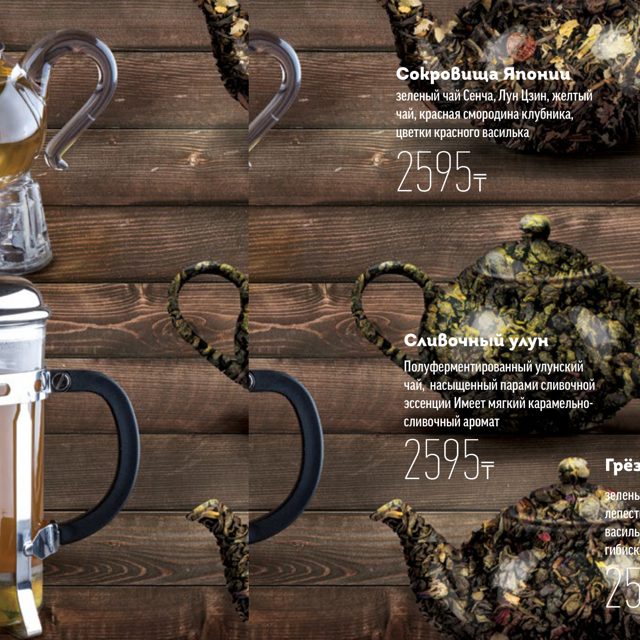 Сокровища Японии
зеленый чай Сенча, Лун Цзин, желтый
чай, красная смородина клубника,
цветки красного василька
2595₸
Сливочный улун
Полуферментированный улунский
чай, насыщенный парами сливочной
эссенции Имеет мягкий карамельно-
сливочный аромат
2595₸